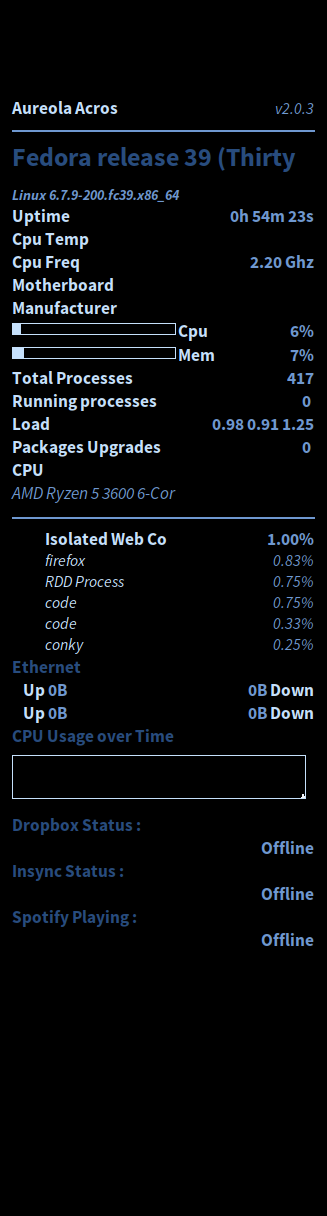 Aureola Acros v2.0.3
Fedora release 39 (Thirty
Linux 6.7.9-200.fc39.x86_64
Uptime 0h 54m 23s
Cpu Temp
Cpu Freq 2.20 Ghz
Motherboard
Manufacturer
Cpu 6%
Mem 7%
Total Processes 417
Running processes 0
Load 0.98 0.91 1.25
Packages Upgrades 0
CPU
AMD Ryzen 5 3600 6-Cor
Isolated Web Co 1.00%
firefox 0.83%
RDD Process 0.75%
code 0.75%
code 0.33%
conky 0.25%
Ethernet
Up 0B 0B Down
Up 0B 0B Down
CPU Usage over Time
Dropbox Status :
Offline
Insync Status :
Offline
Spotify Playing :
Offline